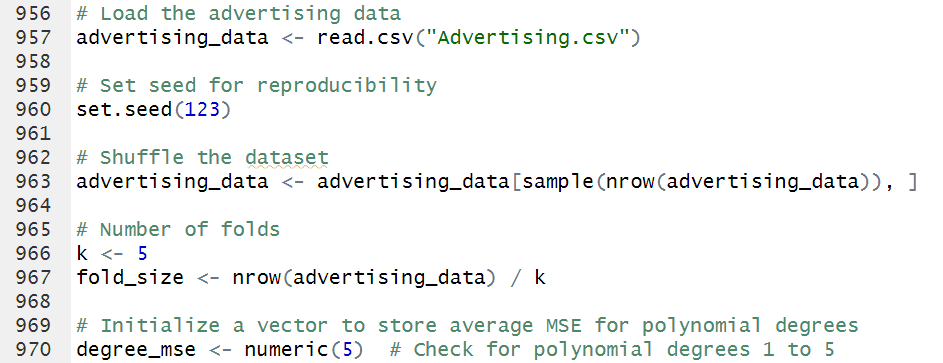 956 # Load the advertising data
957 advertising_data <- read.csv("Advertising.csv")
958
959 # Set seed for reproducibility
960 set.seed(123)
961
962 # Shuffle the dataset
963 advertising_data <- advertising_data[sample(nrow(advertising_data)), ]
964
965 # Number of folds
966 k <- 5
967 fold_size <- nrow(advertising_data) / k
968
969 # Initialize a vector to store average MSE for polynomial degrees
970 degree_mse <- numeric(5)  # Check for polynomial degrees 1 to 5